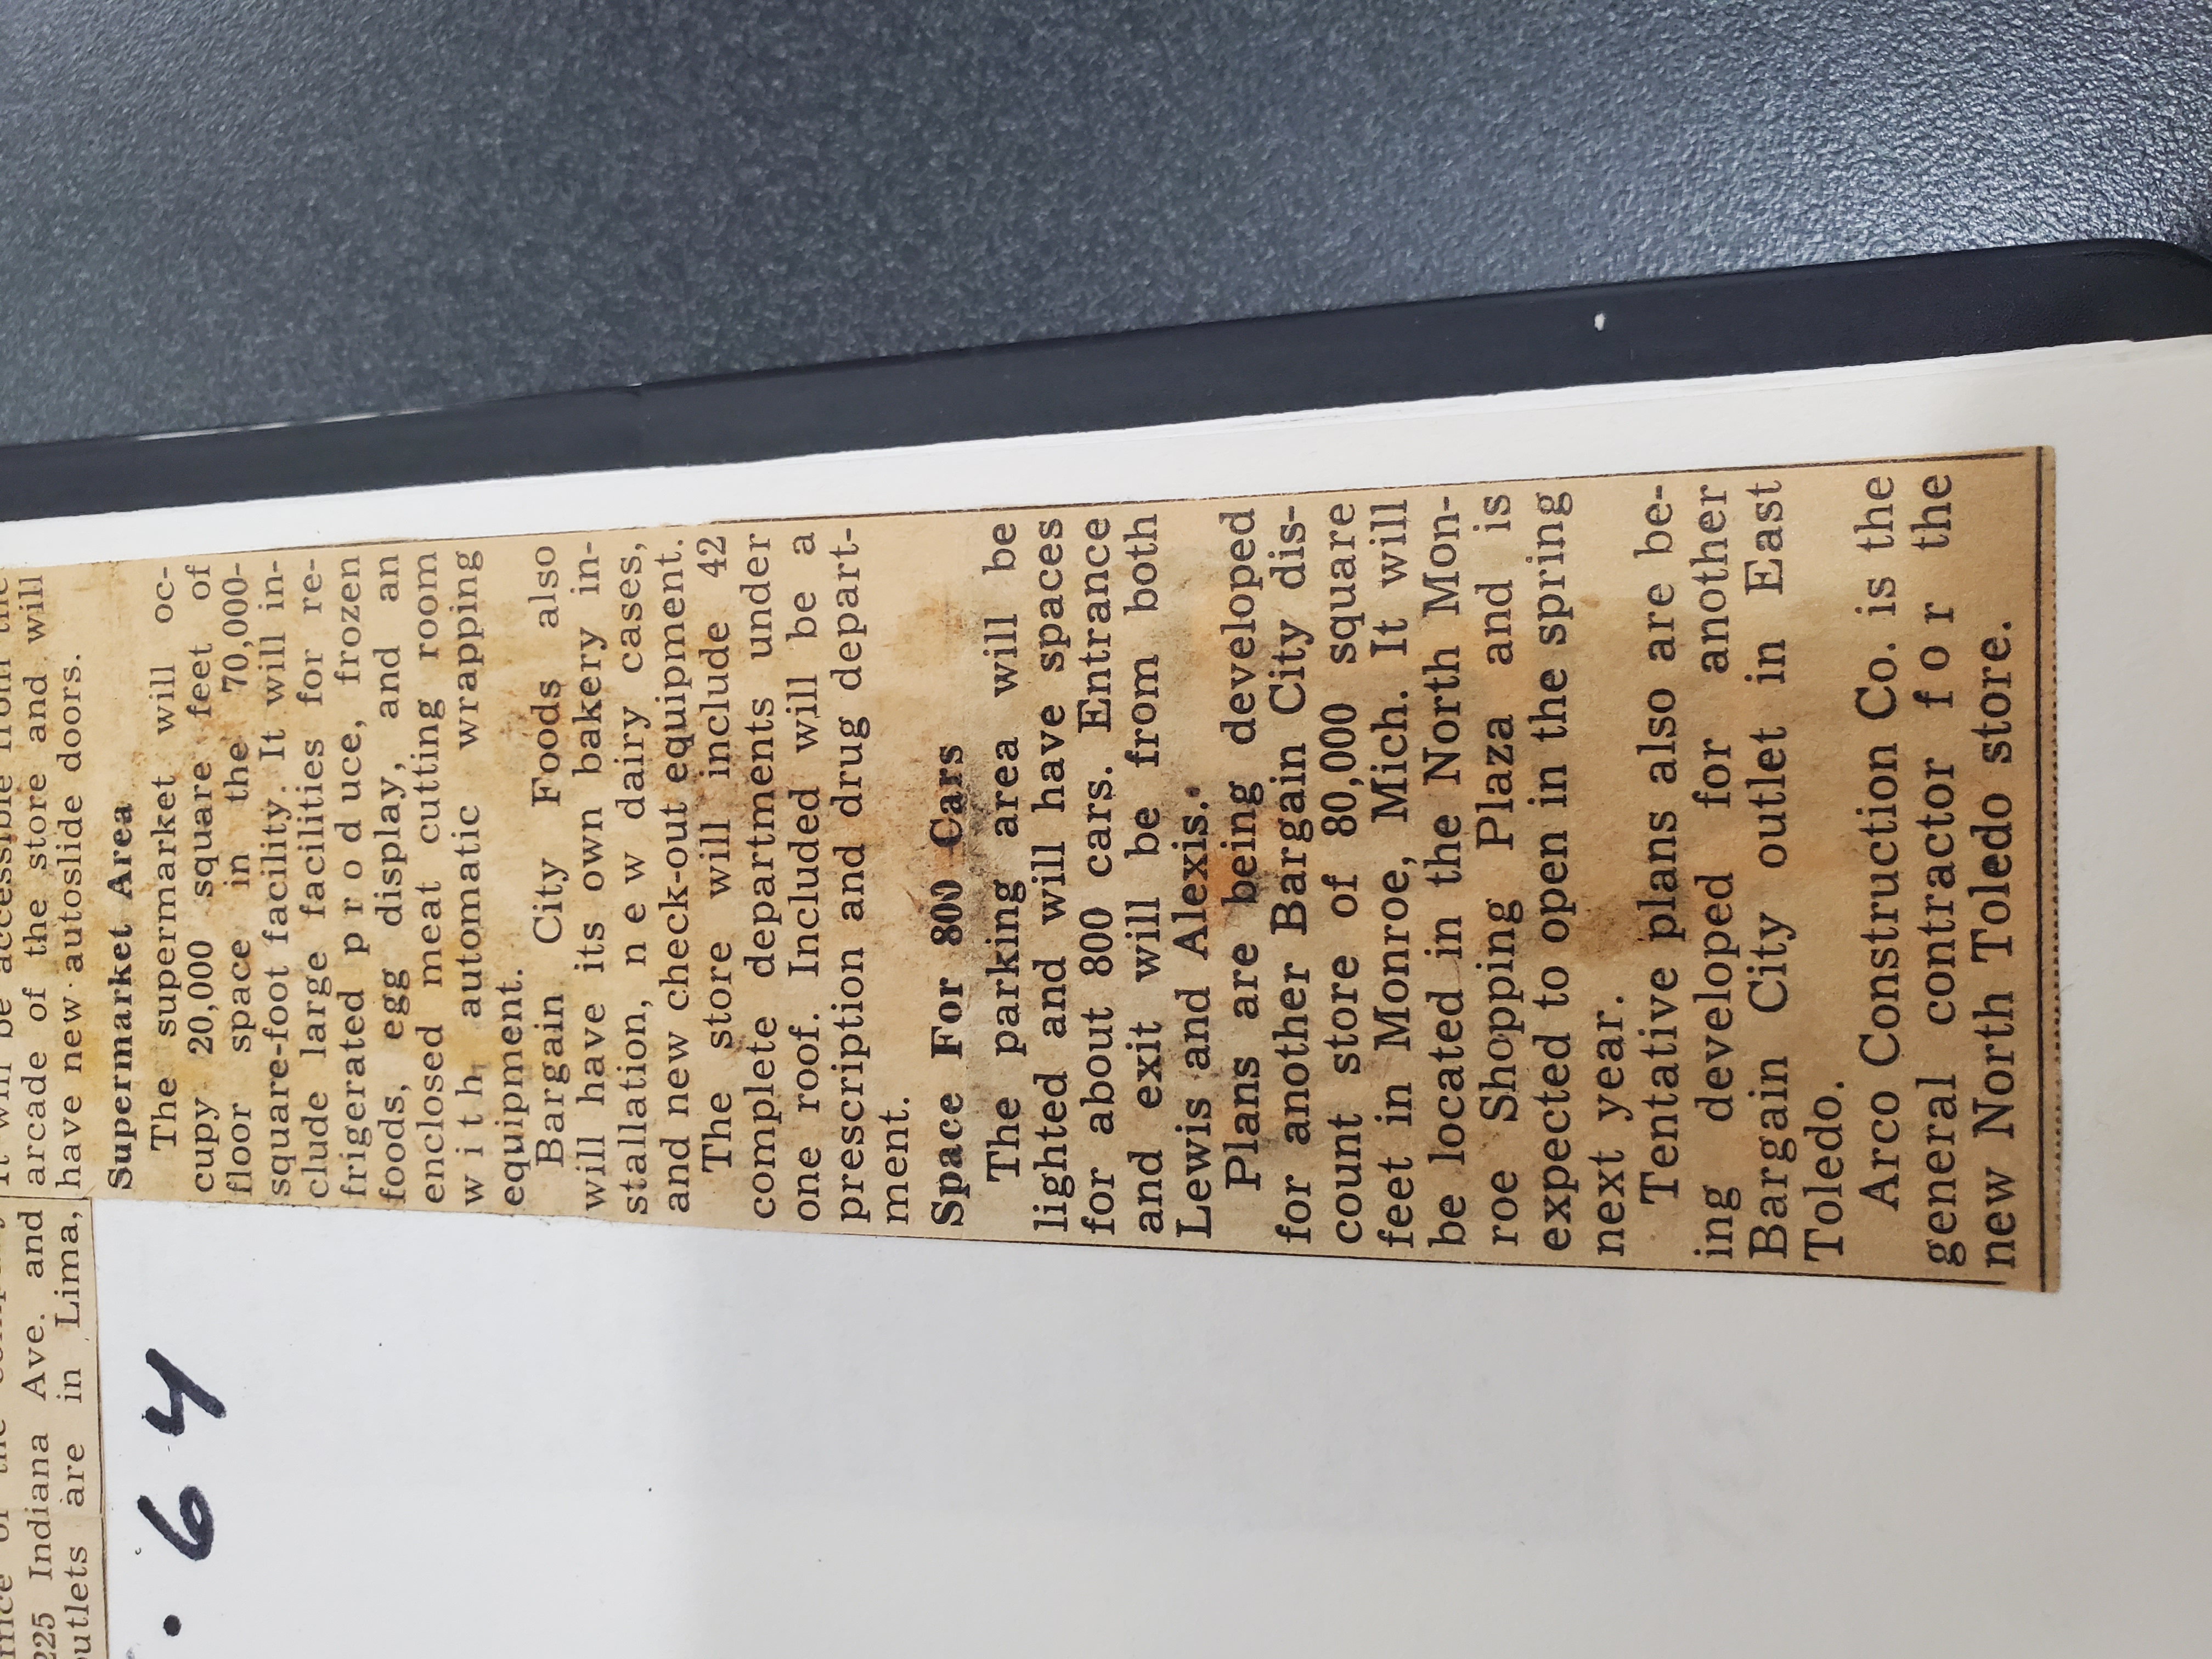 225 Indiana Ave. and
outlets are in Lima,
It will be accessible from the
arcade of the store and will
have new autoslide doors.
Supermarket Area
The supermarket will oc-
cupy 20,000 square feet of
floor space in the 70,000-
square-foot facility. It will in-
clude large facilities for re-
frigerated p r o d uce, frozen
foods, egg display, and an
enclosed meat cutting room
w i t h automatic wrapping
equipment.
Bargain City Foods also
will have its own bakery in-
stallation, n e w dairy cases,
and new check-out equipment.
The store will include 42
complete departments under
one roof. Included will be a
prescription and drug depart-
ment.
Space For 800 Cars
The parking area will be
lighted and will have spaces
for about 800 cars. Entrance
and exit will be from both
Lewis and Alexis.
Plans are being developed
for another Bargain City dis-
count store of 80,000 square
feet in Monroe, Mich. It will
be located in the North Mon-
roe Shopping Plaza and is
expected to open in the spring
next year.
Tentative plans also are be-
ing developed for another
Bargain City outlet in East
Toledo.
Arco Construction Co. is the
general contractor f o r the
new North Toledo store.
. 64